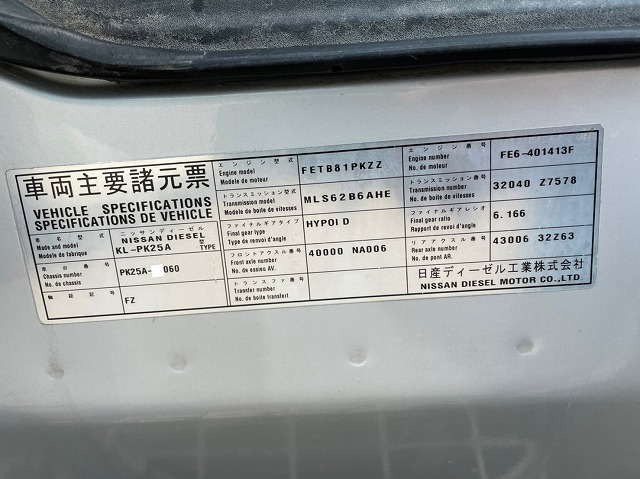 車両主要諸元票
VEHICLE SPECIFICATIONS
SPECIFICATIONS DE VEHICLE
車名
Make and model
Modele de fabrique
ニッサンディーゼル
NISSAN DIESEL
KL-PK25A
型
TYPE
車台番号
Chassis number
No. de chassis
PK25A- 060
軸距記号
FZ
エンジン型式
Engine model
Modele de moteur
FETB81PKZZ
トランスミッション型式
Transmission model
Modele de boite de vitesses
MLS62B6AHE
ファイナルギアタイプ
Final gear type
Type de renvoi d'angle
HYPOI D
フロントアクスル番号
Front axle number
No. de essieu AV.
40000 NA006
トランスファ番号
Transfer number
No. de boite transfert
エンジン番号
Engine number
No. de moteur
FE6-401413F
トランスミッション番号
Transmission number
No. de boite de vitesses
32040 Z7578
ファイナルギアレシオ
Final gear ratio
Rapport de renvoi d'angle
6.166
リアアクスル番号
Rear axle number
No. de pont AR.
43006 32Z63
日産ディーゼル工業株式会社
NISSAN DIESEL MOTOR CO.,LTD.